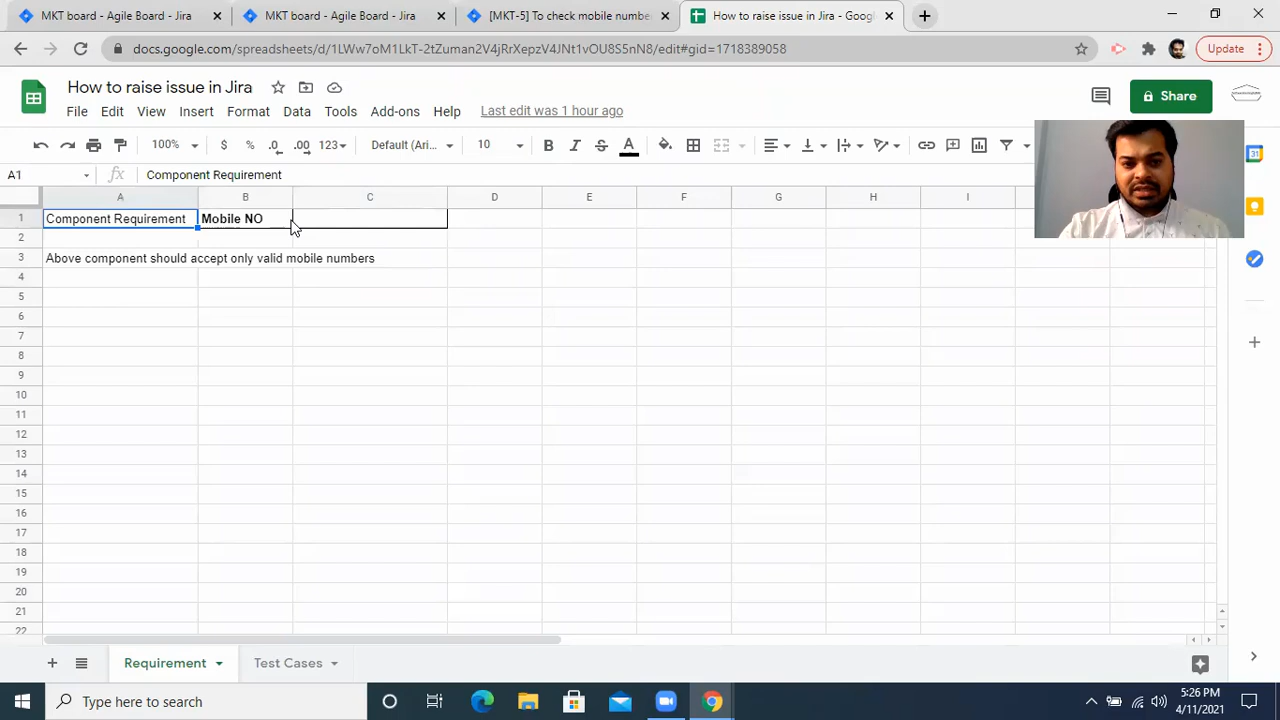 MKT board - Agile Board - Jira
MKT board - Agile Board - Jira
[MKT-5] To check mobile numbe
How to raise issue in Jira - Goog
docs.google.com/spreadsheets/d/1LWw7oM1LkT-2tZuman2V4jRrXepzV4JNt1vOU8S5nN8/edit#gid=1718389058
Update
How to raise issue in Jira
File Edit View Insert Format Data Tools Add-ons Help Last edit was 1 hour ago
Share
100% $ % .0 .00 123 Default (Ari... 10 B I S A
A1 fx Component Requirement
A B C D E F G H I
1 Component Requirement Mobile NO
2
3 Above component should accept only valid mobile numbers
4
5
6
7
8
9
10
11
12
13
14
15
16
17
18
19
20
21
22
Requirement Test Cases
Type here to search
5:26 PM
4/11/2021